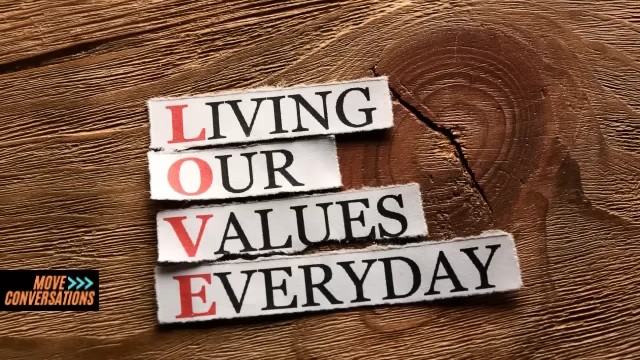 LIVING
OUR
VALUES
EVERYDAY
MOVE
CONVERSATIONS